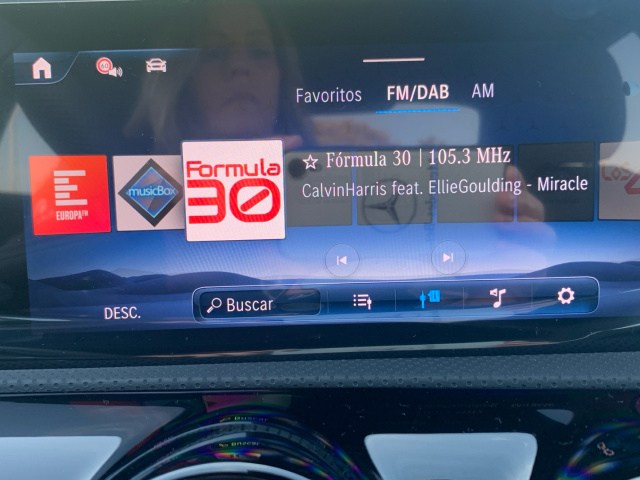 Favoritos FM/DAB AM
Formula
30
Fórmula 30 | 105.3 MHz
CalvinHarris feat. EllieGoulding - Miracle
EUROPA FM
musicBox
DESC.
Buscar